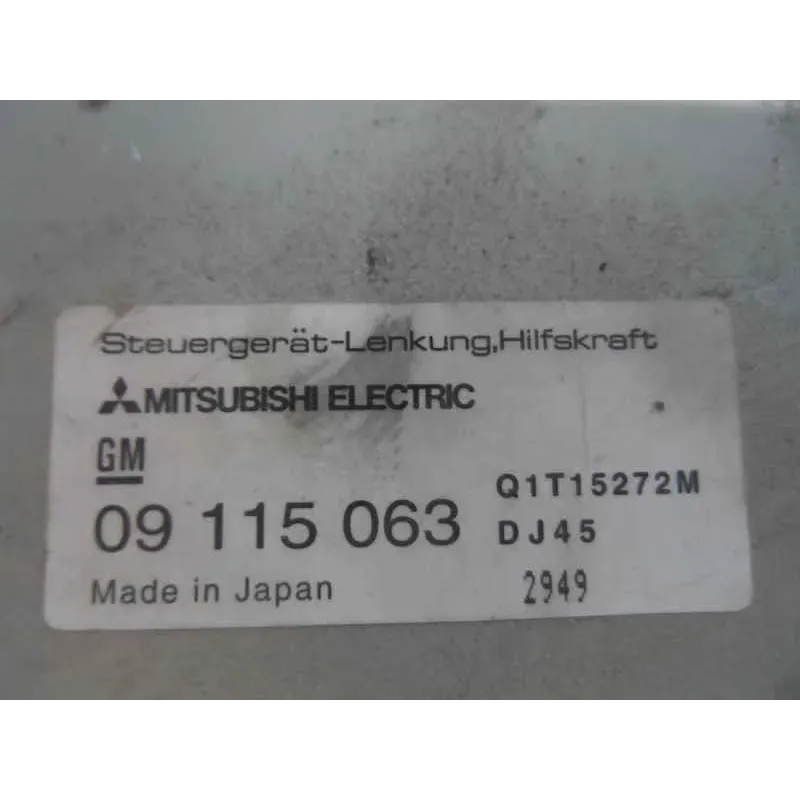 Steuergerät-Lenkung,Hilfskraft
MITSUBISHI ELECTRIC
GM
Q1T15272M
09 115 063
DJ45
Made in Japan
2949